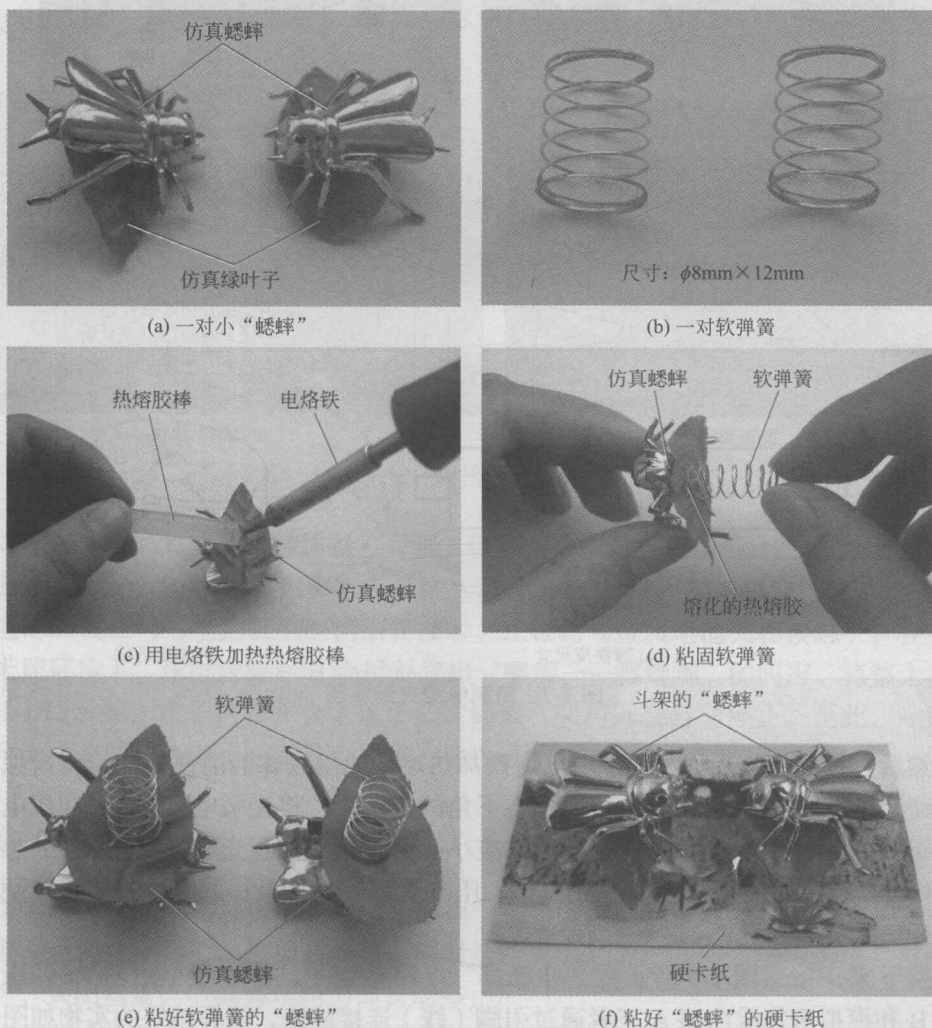 仿真蟋蟀
仿真绿叶子
(a) 一对小“蟋蟀”
尺寸：ϕ8mm×12mm
(b) 一对软弹簧
热熔胶棒
电烙铁
仿真蟋蟀
(c) 用电烙铁加热热熔胶棒
仿真蟋蟀
软弹簧
熔化的热熔胶
(d) 粘固软弹簧
软弹簧
仿真蟋蟀
(e) 粘好软弹簧的“蟋蟀”
斗架的“蟋蟀”
硬卡纸
(f) 粘好“蟋蟀”的硬卡纸